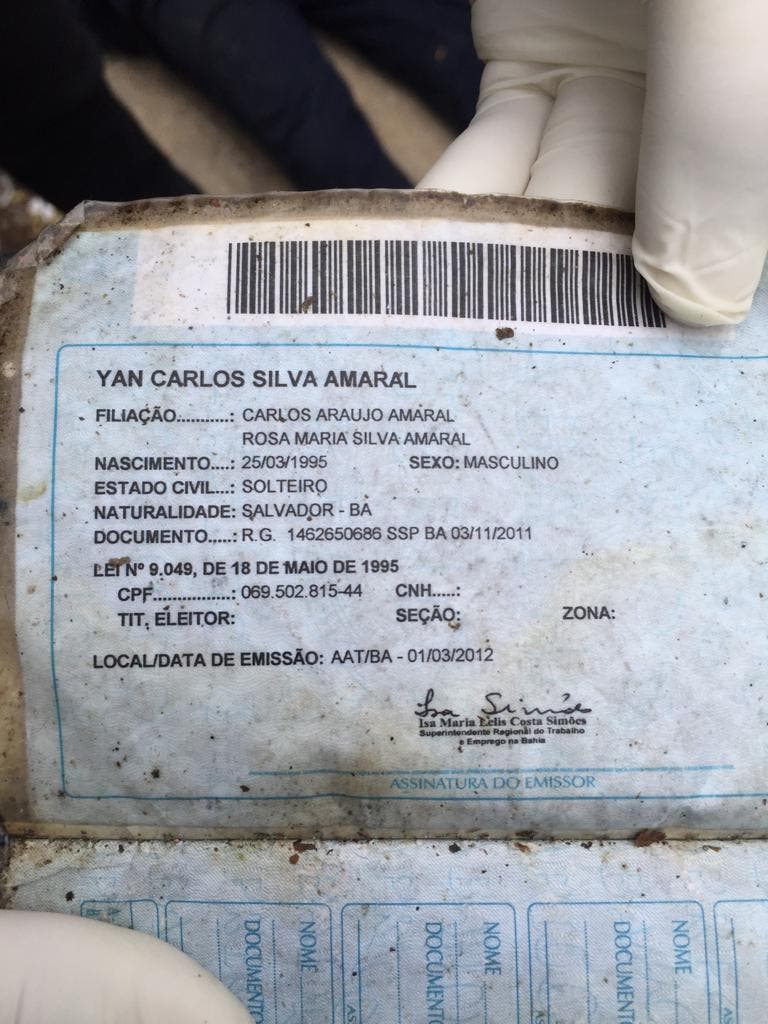 YAN CARLOS SILVA AMARAL
FILIAÇÃO...........: CARLOS ARAUJO AMARAL
ROSA MARIA SILVA AMARAL
NASCIMENTO....: 25/03/1995 SEXO: MASCULINO
ESTADO CIVIL...: SOLTEIRO
NATURALIDADE: SALVADOR - BA
DOCUMENTO.....: R.G. 1462650686 SSP BA 03/11/2011
LEI Nº 9.049, DE 18 DE MAIO DE 1995
CPF................: 069.502.815-44 CNH.....:
TIT. ELEITOR: SEÇÃO: ZONA:
LOCAL/DATA DE EMISSÃO: AAT/BA - 01/03/2012
Isa Simões
Isa Maria Lelis Costa Simões
Superintendente Regional do Trabalho
e Emprego na Bahia
ASSINATURA DO EMISSOR
NOME
DOCUMENTO
NOME
DOCUMENTO
NOME
DOCUMENTO